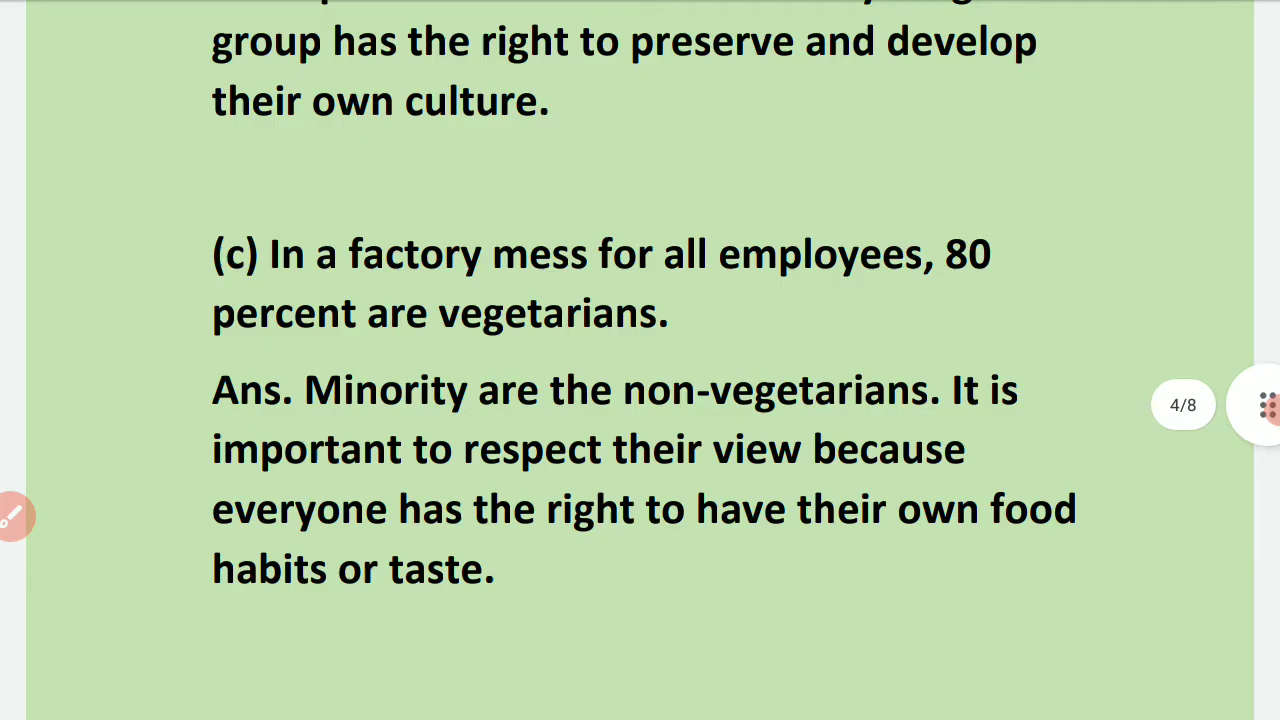 group has the right to preserve and develop
their own culture.
(c) In a factory mess for all employees, 80
percent are vegetarians.
Ans. Minority are the non-vegetarians. It is
important to respect their view because
everyone has the right to have their own food
habits or taste.
4/8